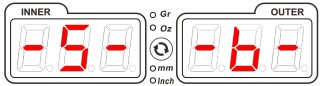 INNER
OUTER
Gr
Oz
-5-
-b-
mm
Inch